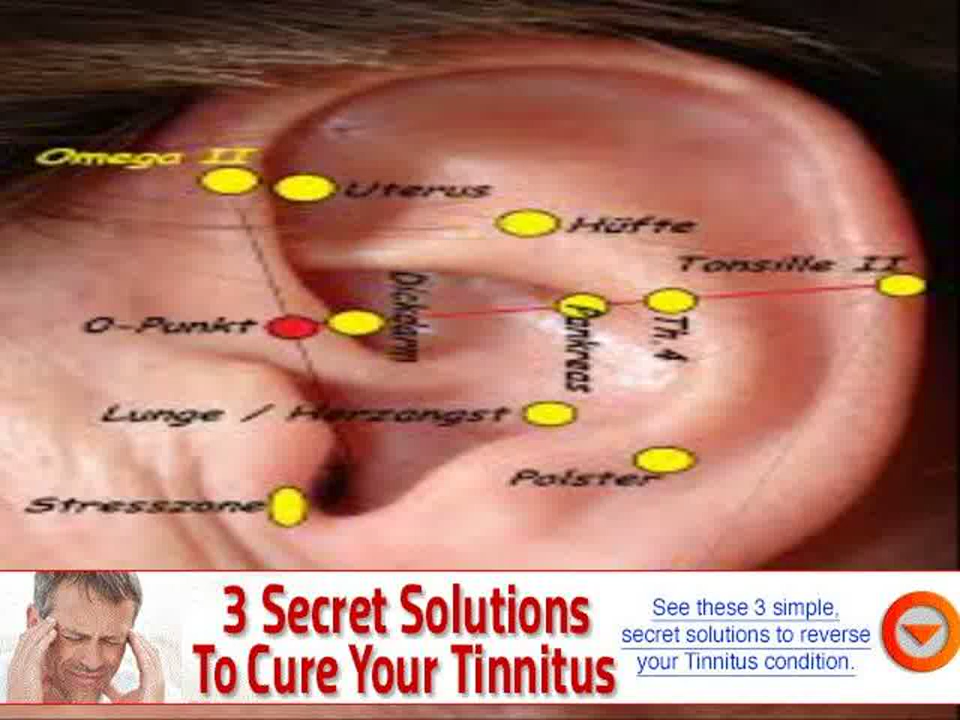 Omega II
Uterus
Hüfte
Tonsille II
O-Punkt
Dickdarm
Pankreas
Th. 4
Lunge / Herzangst
Polster
Stresszone
3 Secret Solutions
To Cure Your Tinnitus
See these 3 simple,
secret solutions to reverse
your Tinnitus condition.